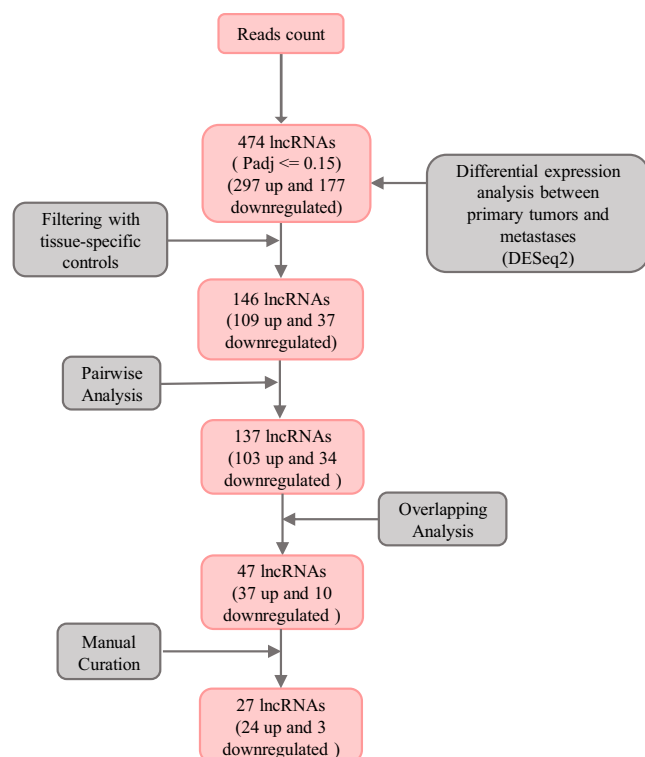 Reads count
474 lncRNAs
( Padj <= 0.15)
(297 up and 177
downregulated)
Differential expression
analysis between
primary tumors and
metastases
(DESeq2)
Filtering with
tissue-specific
controls
146 lncRNAs
(109 up and 37
downregulated)
Pairwise
Analysis
137 lncRNAs
(103 up and 34
downregulated )
Overlapping
Analysis
47 lncRNAs
(37 up and 10
downregulated )
Manual
Curation
27 lncRNAs
(24 up and 3
downregulated )